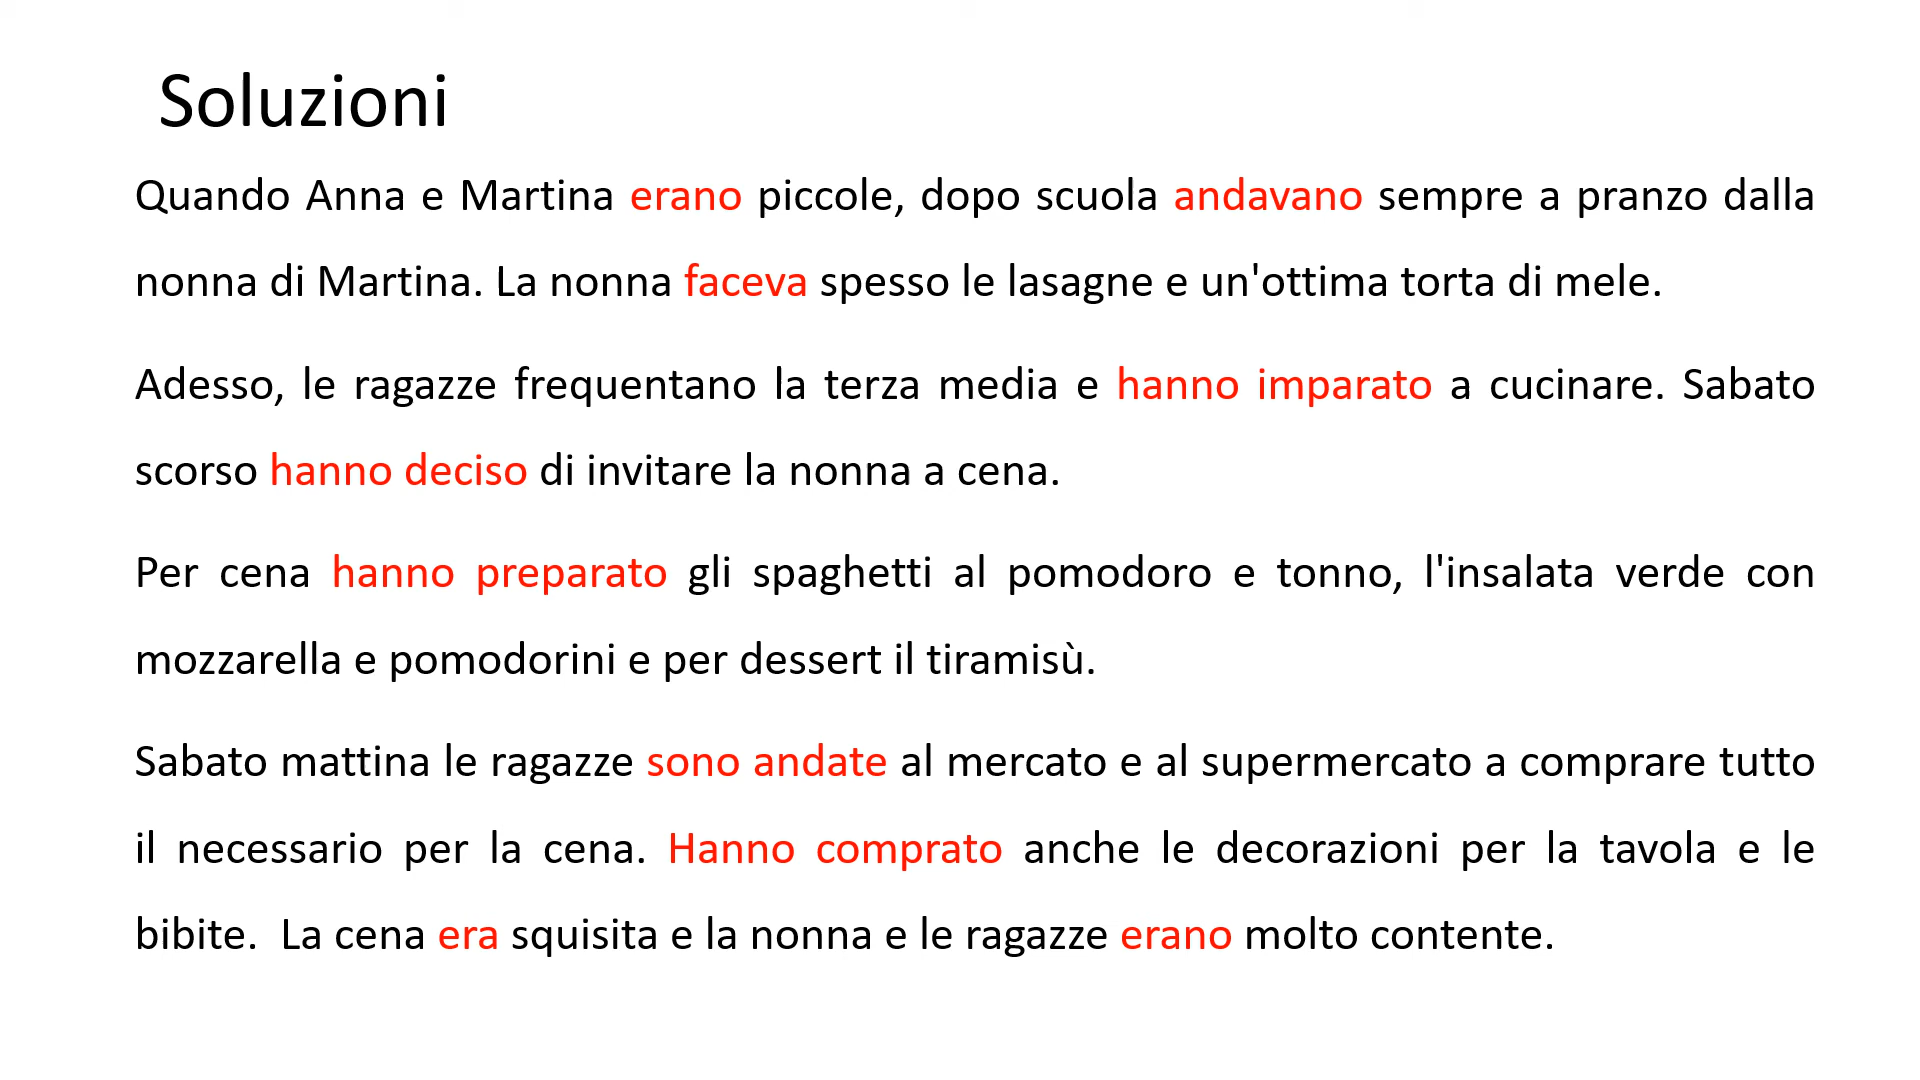 Soluzioni
Quando Anna e Martina erano piccole, dopo scuola andavano sempre a pranzo dalla
nonna di Martina. La nonna faceva spesso le lasagne e un'ottima torta di mele.
Adesso, le ragazze frequentano la terza media e hanno imparato a cucinare. Sabato
scorso hanno deciso di invitare la nonna a cena.
Per cena hanno preparato gli spaghetti al pomodoro e tonno, l'insalata verde con
mozzarella e pomodorini e per dessert il tiramisù.
Sabato mattina le ragazze sono andate al mercato e al supermercato a comprare tutto
il necessario per la cena. Hanno comprato anche le decorazioni per la tavola e le
bibite.  La cena era squisita e la nonna e le ragazze erano molto contente.